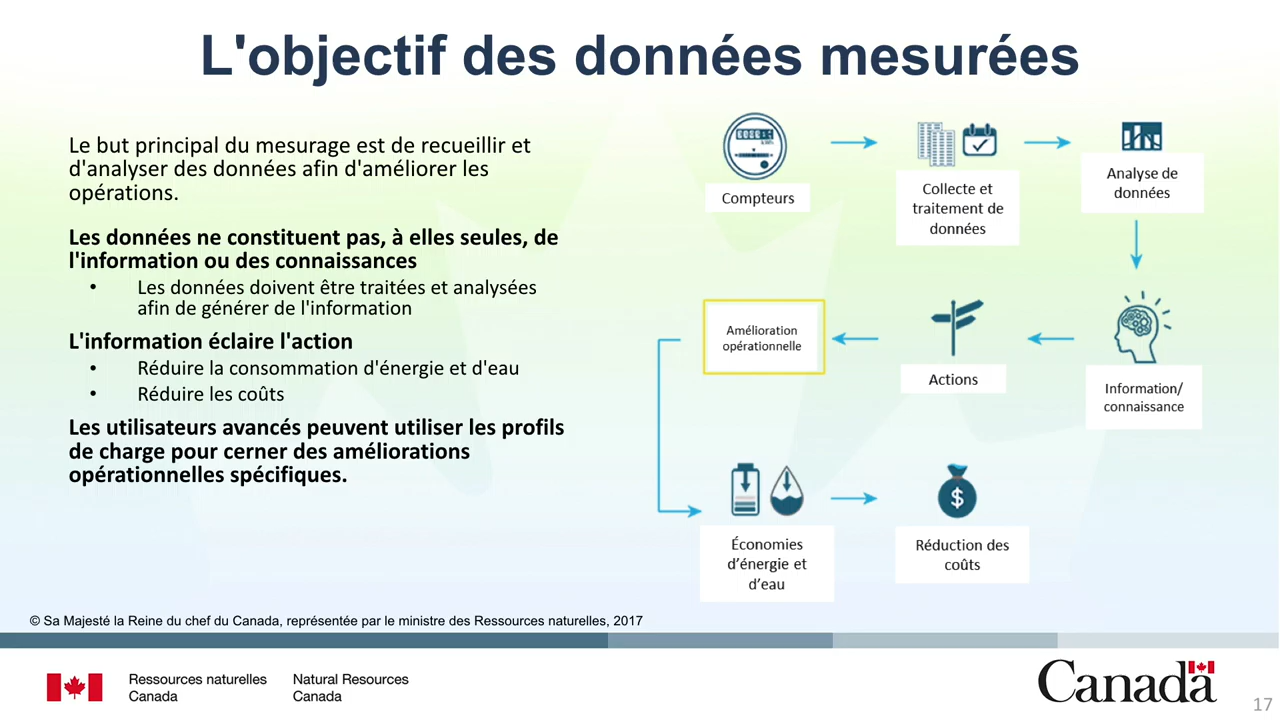 L'objectif des données mesurées
Le but principal du mesurage est de recueillir et
d'analyser des données afin d'améliorer les
opérations.
Les données ne constituent pas, à elles seules, de
l'information ou des connaissances
• Les données doivent être traitées et analysées
afin de générer de l'information
L'information éclaire l'action
• Réduire la consommation d'énergie et d'eau
• Réduire les coûts
Les utilisateurs avancés peuvent utiliser les profils
de charge pour cerner des améliorations
opérationnelles spécifiques.
Compteurs
Collecte et
traitement de
données
Analyse de
données
Information/
connaissance
Actions
Amélioration
opérationnelle
Économies
d’énergie et
d’eau
$
Réduction des
coûts
© Sa Majesté la Reine du chef du Canada, représentée par le ministre des Ressources naturelles, 2017
Ressources naturelles
Canada
Natural Resources
Canada
Canada
17